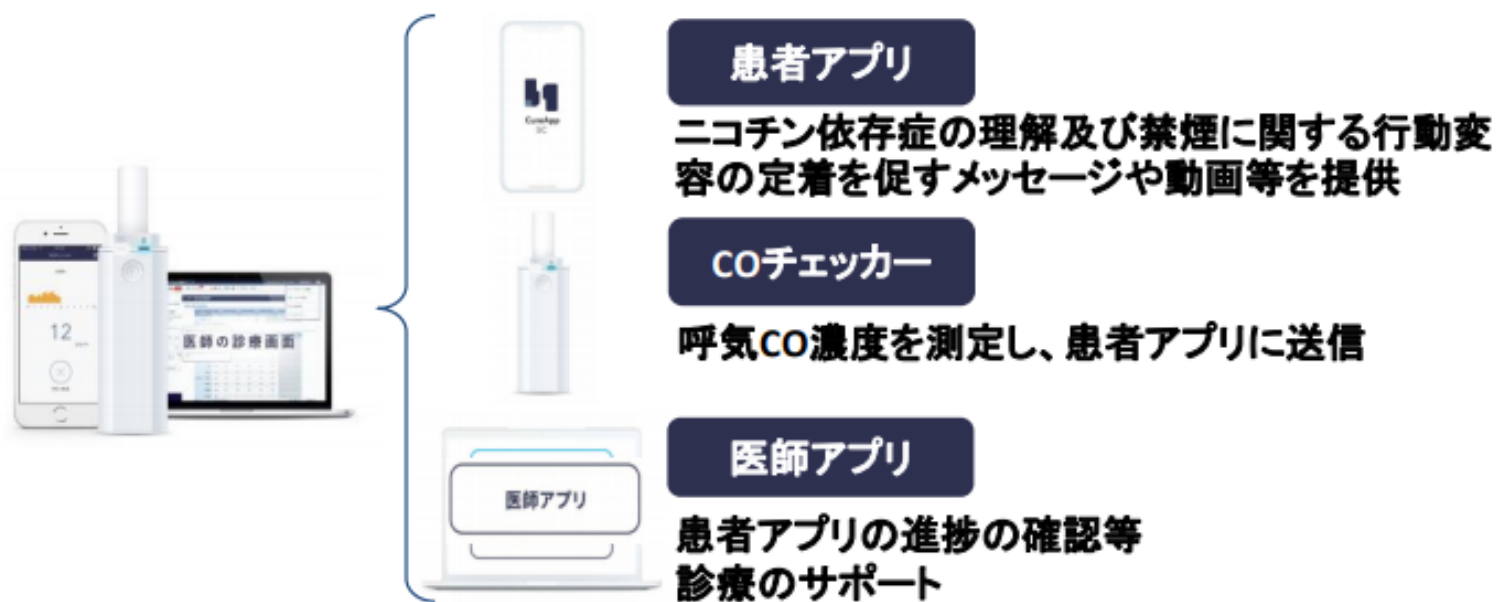 患者アプリ
CureApp
SC
ニコチン依存症の理解及び禁煙に関する行動変
容の定着を促すメッセージや動画等を提供
COチェッカー
呼気CO濃度を測定し、患者アプリに送信
12
医師の診療画面
医師アプリ
医師アプリ
患者アプリの進捗の確認等
診療のサポート